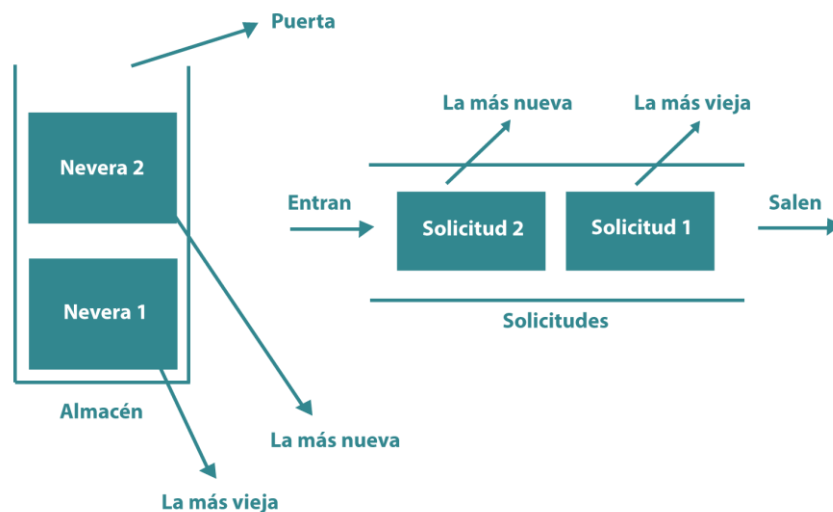 Puerta
Nevera 2
Nevera 1
Almacén
La más nueva
La más vieja
La más nueva
La más vieja
Entran
Solicitud 2
Solicitud 1
Salen
Solicitudes